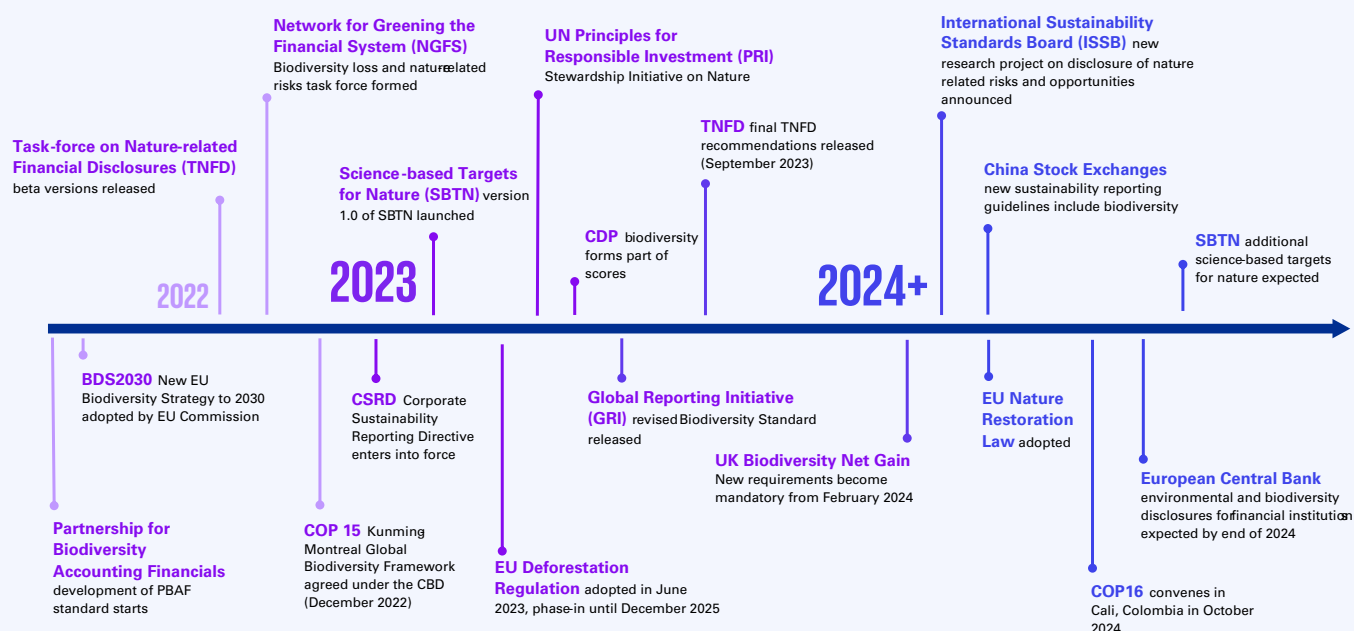 Network for Greening the
Financial System (NGFS)
Biodiversity loss and nature-related
risks task force formed
UN Principles for
Responsible Investment (PRI)
Stewardship Initiative on Nature
International Sustainability
Standards Board (ISSB) new
research project on disclosure of nature-
related risks and opportunities
announced
Task-force on Nature-related
Financial Disclosures (TNFD)
beta versions released
Science-based Targets
for Nature (SBTN) version
1.0 of SBTN launched
TNFD final TNFD
recommendations released
(September 2023)
China Stock Exchanges
new sustainability reporting
guidelines include biodiversity
CDP biodiversity
forms part of
scores
SBTN additional
science-based targets
for nature expected
2022
2023
2024+
BDS2030 New EU
Biodiversity Strategy to 2030
adopted by EU Commission
CSRD Corporate
Sustainability
Reporting Directive
enters into force
Global Reporting Initiative
(GRI) revised Biodiversity Standard
released
EU Nature
Restoration
Law adopted
UK Biodiversity Net Gain
New requirements become
mandatory from February 2024
European Central Bank
environmental and biodiversity
disclosures for financial institutions
expected by end of 2024
Partnership for
Biodiversity
Accounting Financials
development of PBAF
standard starts
COP 15 Kunming-
Montreal Global
Biodiversity Framework
agreed under the CBD
(December 2022)
EU Deforestation
Regulation adopted in June
2023, phase-in until December 2025
COP16 convenes in
Cali, Colombia in October
2024